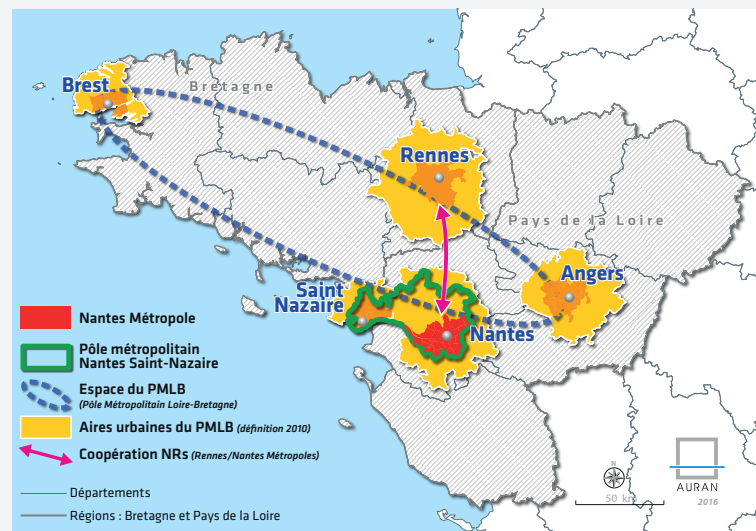 Brest
Bretagne
Rennes
Pays de la Loire
Angers
Saint
Nazaire
Nantes
Nantes Métropole
Pôle métropolitain
Nantes Saint-Nazaire
Espace du PMLB
(Pôle Métropolitain Loire-Bretagne)
Aires urbaines du PMLB (définition 2010)
Coopération NRs (Rennes/Nantes Métropoles)
Départements
Régions : Bretagne et Pays de la Loire
N
50 km
AURAN
2016